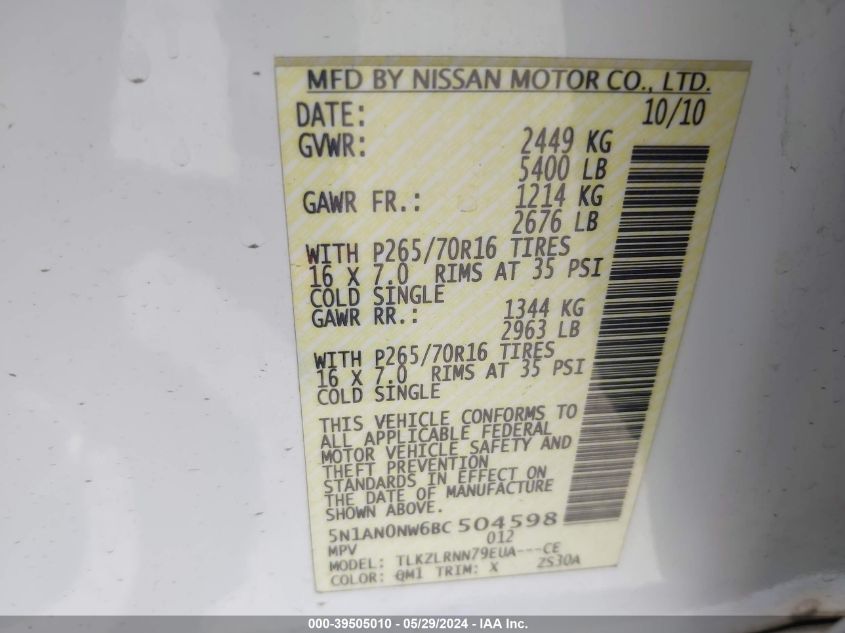 MFD BY NISSAN MOTOR CO., LTD.
DATE: 10/10
GVWR: 2449 KG
5400 LB
GAWR FR.: 1214 KG
2676 LB
WITH P265/70R16 TIRES
16 X 7.0 RIMS AT 35 PSI
COLD SINGLE
GAWR RR.: 1344 KG
2963 LB
WITH P265/70R16 TIRES
16 X 7.0 RIMS AT 35 PSI
COLD SINGLE
THIS VEHICLE CONFORMS TO
ALL APPLICABLE FEDERAL
MOTOR VEHICLE SAFETY AND
THEFT PREVENTION
STANDARDS IN EFFECT ON
THE DATE OF MANUFACTURE
SHOWN ABOVE.
5N1AN0NW6BC 504598
MPV 012
MODEL: TLKZLRNN79EUA---CE
COLOR: QM1 TRIM: X ZS30A
000-39505010 - 05/29/2024 - IAA Inc.